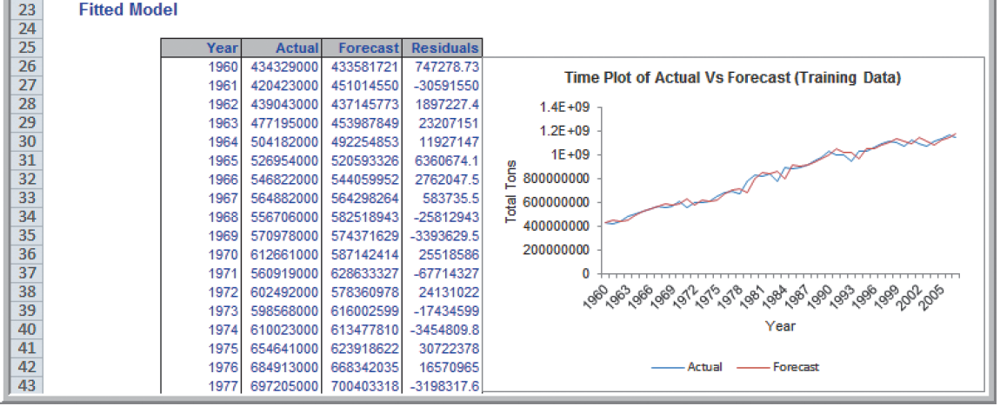 23 Fitted Model
24
25 Year Actual Forecast Residuals
26 1960 434329000 433581721 747278.73
27 1961 420423000 451014550 -30591550
28 1962 439043000 437145773 1897227.4
29 1963 477195000 453987849 23207151
30 1964 504182000 492254853 11927147
31 1965 526954000 520593326 6360674.1
32 1966 546822000 544059952 2762047.5
33 1967 564882000 564298264 583735.5
34 1968 556706000 582518943 -25812943
35 1969 570978000 574371629 -3393629.5
36 1970 612661000 587142414 25518586
37 1971 560919000 628633327 -67714327
38 1972 602492000 578360978 24131022
39 1973 598568000 616002599 -17434599
40 1974 610023000 613477810 -3454809.8
41 1975 654641000 623918622 30722378
42 1976 684913000 668342035 16570965
43 1977 697205000 700403318 -3198317.6
Time Plot of Actual Vs Forecast (Training Data)
1.4E+09
1.2E+09
1E+09
800000000
600000000
400000000
200000000
0
Total Tons
1960 1963 1966 1969 1972 1975 1978 1981 1984 1987 1990 1993 1996 1999 2002 2005
Year
Actual Forecast